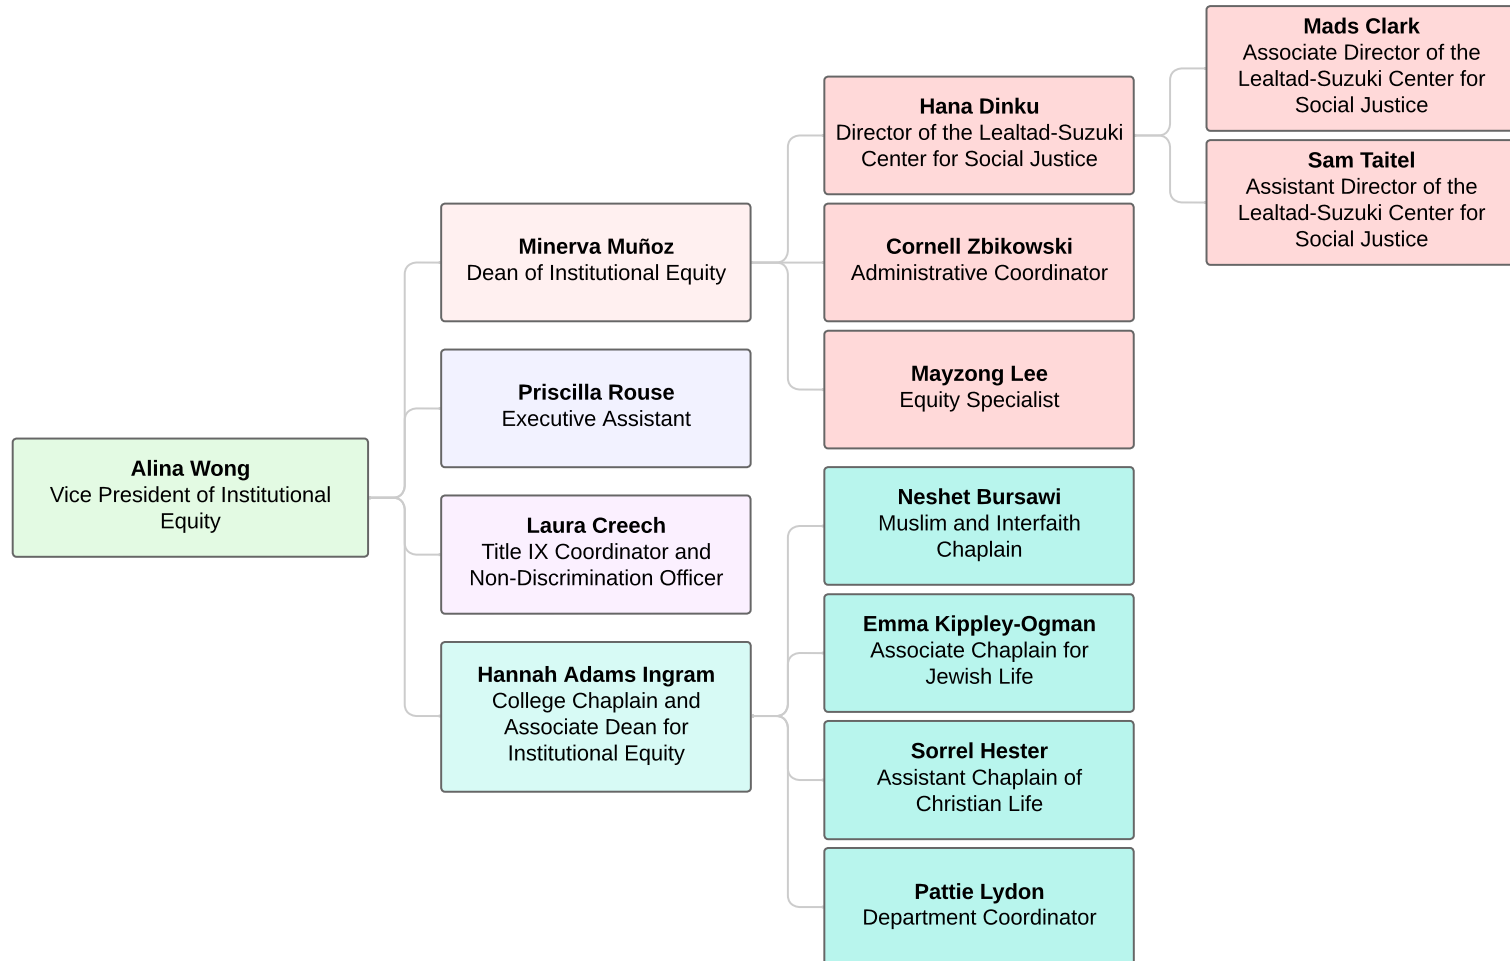 Alina Wong
Vice President of Institutional
Equity
Minerva Muñoz
Dean of Institutional Equity
Priscilla Rouse
Executive Assistant
Laura Creech
Title IX Coordinator and
Non-Discrimination Officer
Hannah Adams Ingram
College Chaplain and
Associate Dean for
Institutional Equity
Hana Dinku
Director of the Lealtad-Suzuki
Center for Social Justice
Cornell Zbikowski
Administrative Coordinator
Mayzong Lee
Equity Specialist
Neshet Bursawi
Muslim and Interfaith
Chaplain
Emma Kippley-Ogman
Associate Chaplain for
Jewish Life
Sorrel Hester
Assistant Chaplain of
Christian Life
Pattie Lydon
Department Coordinator
Mads Clark
Associate Director of the
Lealtad-Suzuki Center for
Social Justice
Sam Taitel
Assistant Director of the
Lealtad-Suzuki Center for
Social Justice